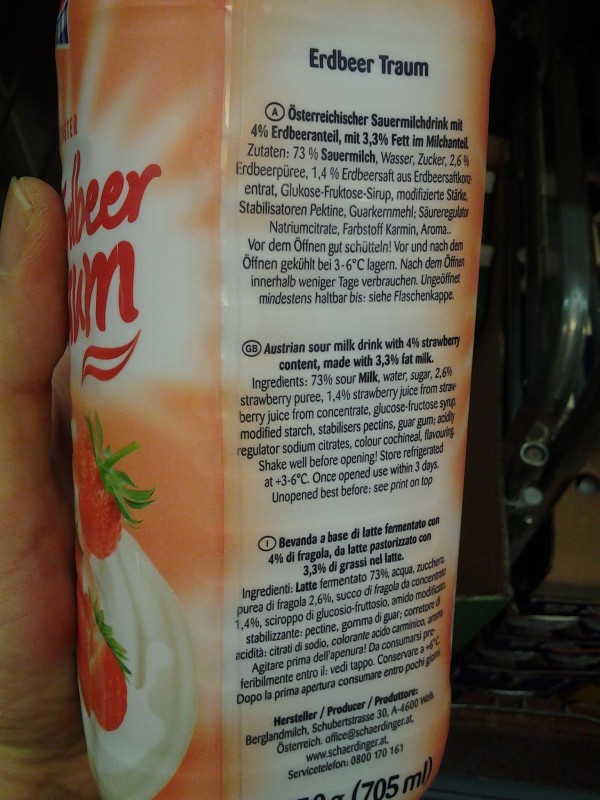 Erdbeer Traum
A Österreichischer Sauermilchdrink mit
4% Erdbeeranteil, mit 3,3% Fett im Milchanteil.
Zutaten: 73 % Sauermilch, Wasser, Zucker, 2,6 %
Erdbeerpüree, 1,4 % Erdbeersaft aus Erdbeersaftkonz-
entrat, Glukose-Fruktose-Sirup, modifizierte Stärke,
Stabilisatoren Pektine, Guarkernmehl; Säureregulator
Natriumcitrate, Farbstoff Karmin, Aroma..
Vor dem Öffnen gut schütteln! Vor und nach dem
Öffnen gekühlt bei 3-6°C lagern. Nach dem Öffnen
innerhalb weniger Tage verbrauchen. Ungeöffnet
mindestens haltbar bis: siehe Flaschenkappe.
GB Austrian sour milk drink with 4% strawberry
content, made with 3,3% fat milk.
Ingredients: 73% sour Milk, water, sugar, 2,6%
strawberry puree, 1,4% strawberry juice from straw-
berry juice from concentrate, glucose-fructose syrup,
modified starch, stabilisers pectins, guar gum; acidity
regulator sodium citrates, colour cochineal, flavouring.
Shake well before opening! Store refrigerated
at +3-6°C. Once opened use within 3 days.
Unopened best before: see print on top
I Bevanda a base di latte fermentato con
4% di fragola, da latte pastorizzato con
3,3% di grassi nel latte.
Ingredienti: Latte fermentato 73%, acqua, zucchero,
purea di fragola 2,6%, succo di fragola da concentrato
1,4%, sciroppo di glucosio-fruttosio, amido modificato,
stabilizzante: pectine, gomma di guar; correttore di
acidità: citrati di sodio, colorante acido carminico, aroma.
Agitare prima dell'apenura! Da consumarsi pre-
feribilmente entro il: vedi tappo. Conservare a +6°C.
Dopo la prima apertura consumare entro pochi giorni
Hersteller / Producer / Produttore:
Berglandmilch, Schubertstrasse 30, A-4600 Wels,
Österreich. office@schaerdinger.at,
www.schaerdinger.at,
Servicetelefon: 0800 170 161
(705 ml)